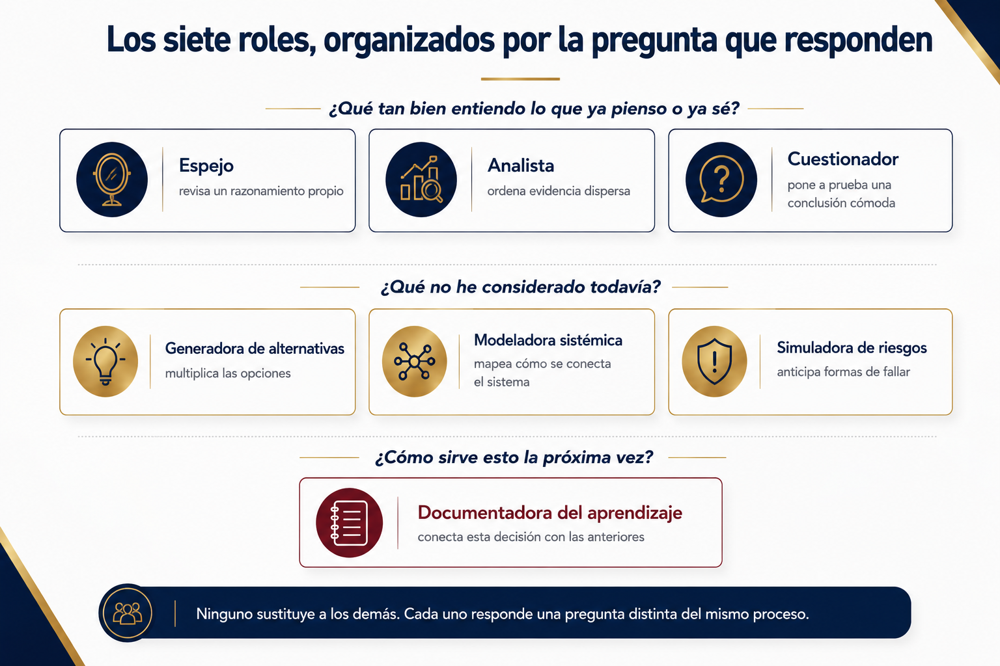 Los siete roles, organizados por la pregunta que responden
¿Qué tan bien entiendo lo que ya pienso o ya sé?
Espejo
revisa un razonamiento propio
Analista
ordena evidencia dispersa
Cuestionador
pone a prueba una
conclusión cómoda
¿Qué no he considerado todavía?
Generadora de alternativas
multiplica las opciones
Modeladora sistémica
mapea cómo se conecta
el sistema
Simuladora de riesgos
anticipa formas de fallar
¿Cómo sirve esto la próxima vez?
Documentadora del aprendizaje
conecta esta decisión con las anteriores
Ninguno sustituye a los demás. Cada uno responde una pregunta distinta del mismo proceso.